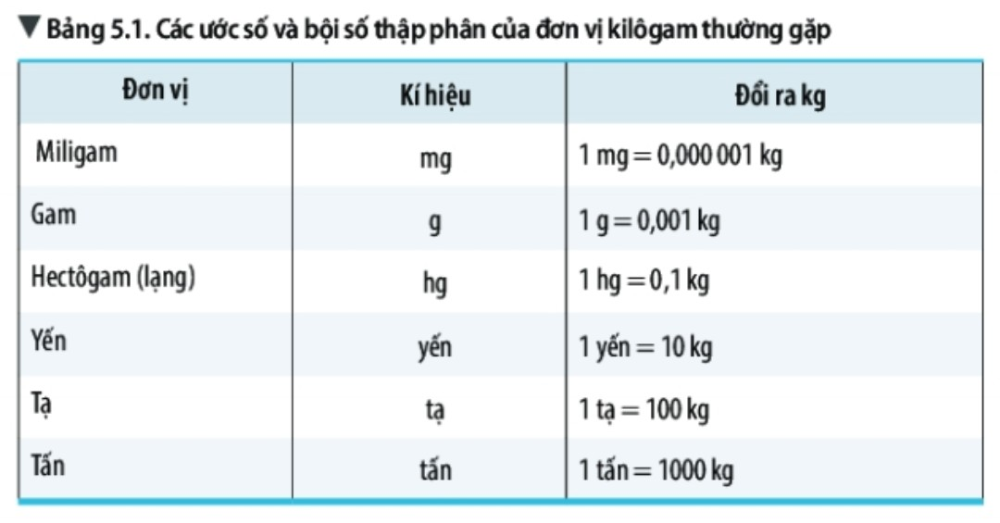 ▼ Bảng 5.1. Các ước số và bội số thập phân của đơn vị kilôgam thường gặp
Đơn vị Kí hiệu Đổi ra kg
Miligam mg 1 mg = 0,000 001 kg
Gam g 1 g = 0,001 kg
Hectôgam (lạng) hg 1 hg = 0,1 kg
Yến yến 1 yến = 10 kg
Tạ tạ 1 tạ = 100 kg
Tấn tấn 1 tấn = 1000 kg